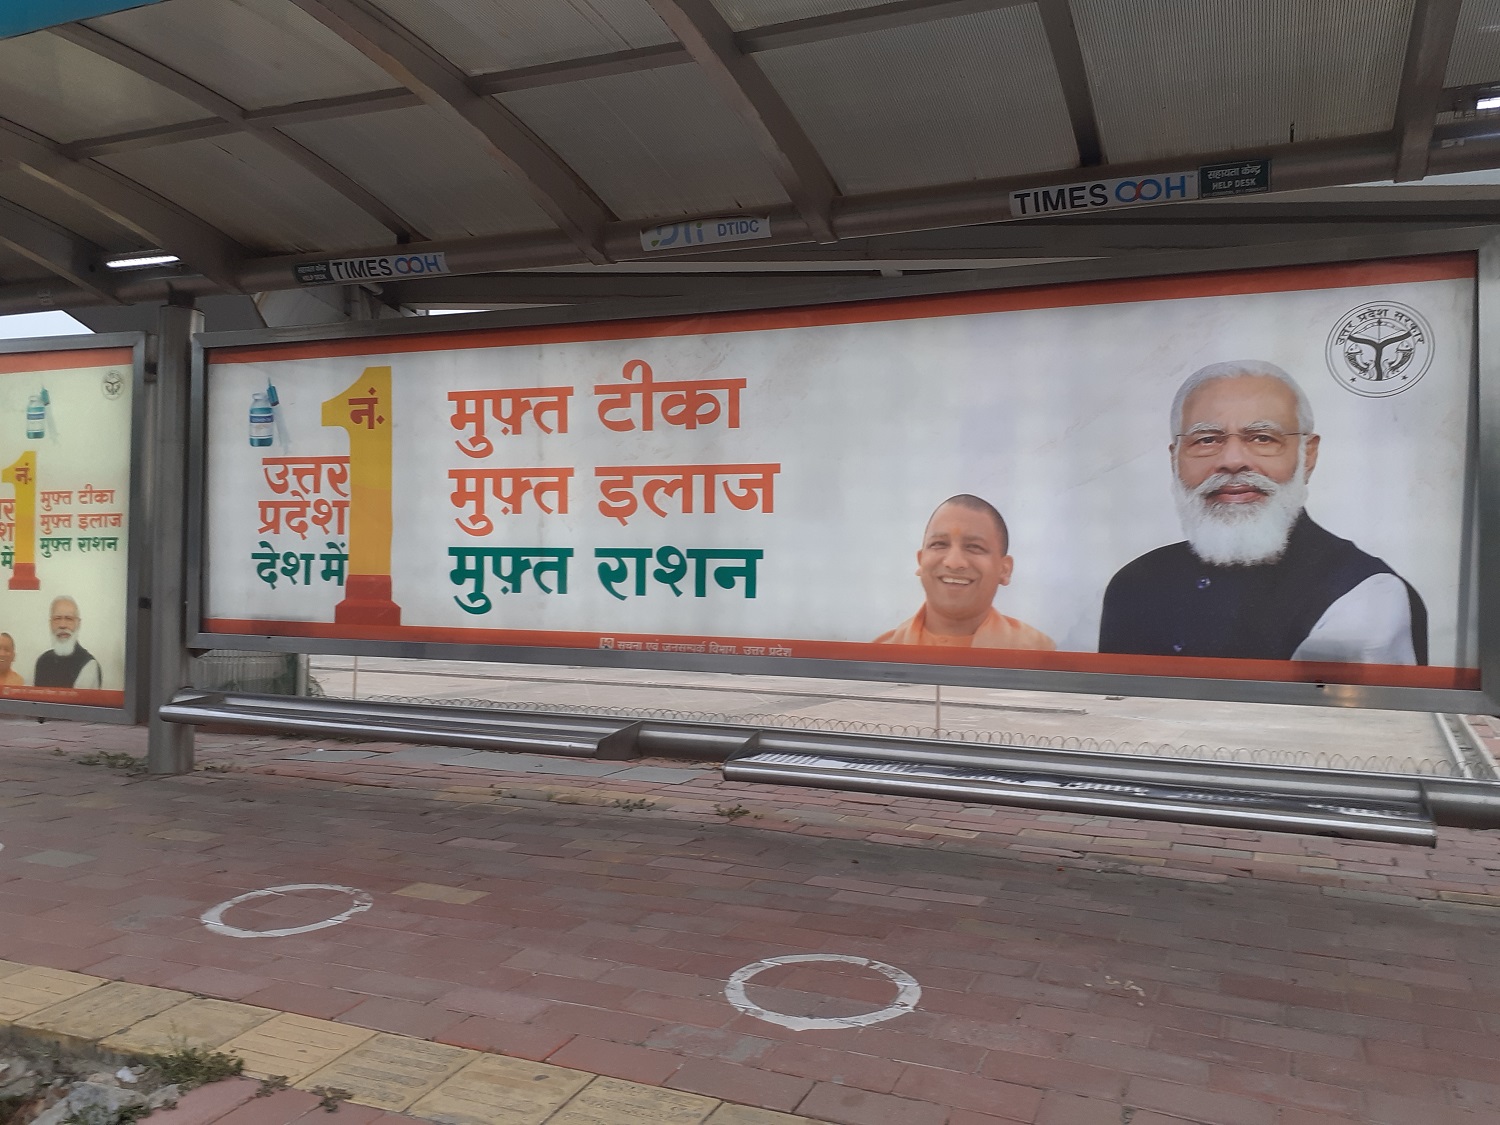 TIMES OOH
सहायता केन्द्र
HELP DESK
DTIDC
TIMES OOH
उत्तर प्रदेश सरकार
नं. 1
उत्तर
प्रदेश
देश में
मुफ़्त टीका
मुफ़्त इलाज
मुफ़्त राशन
सूचना एवं जनसम्पर्क विभाग, उत्तर प्रदेश
नं. 1
में
मुफ़्त टीका
मुफ़्त इलाज
मुफ़्त राशन